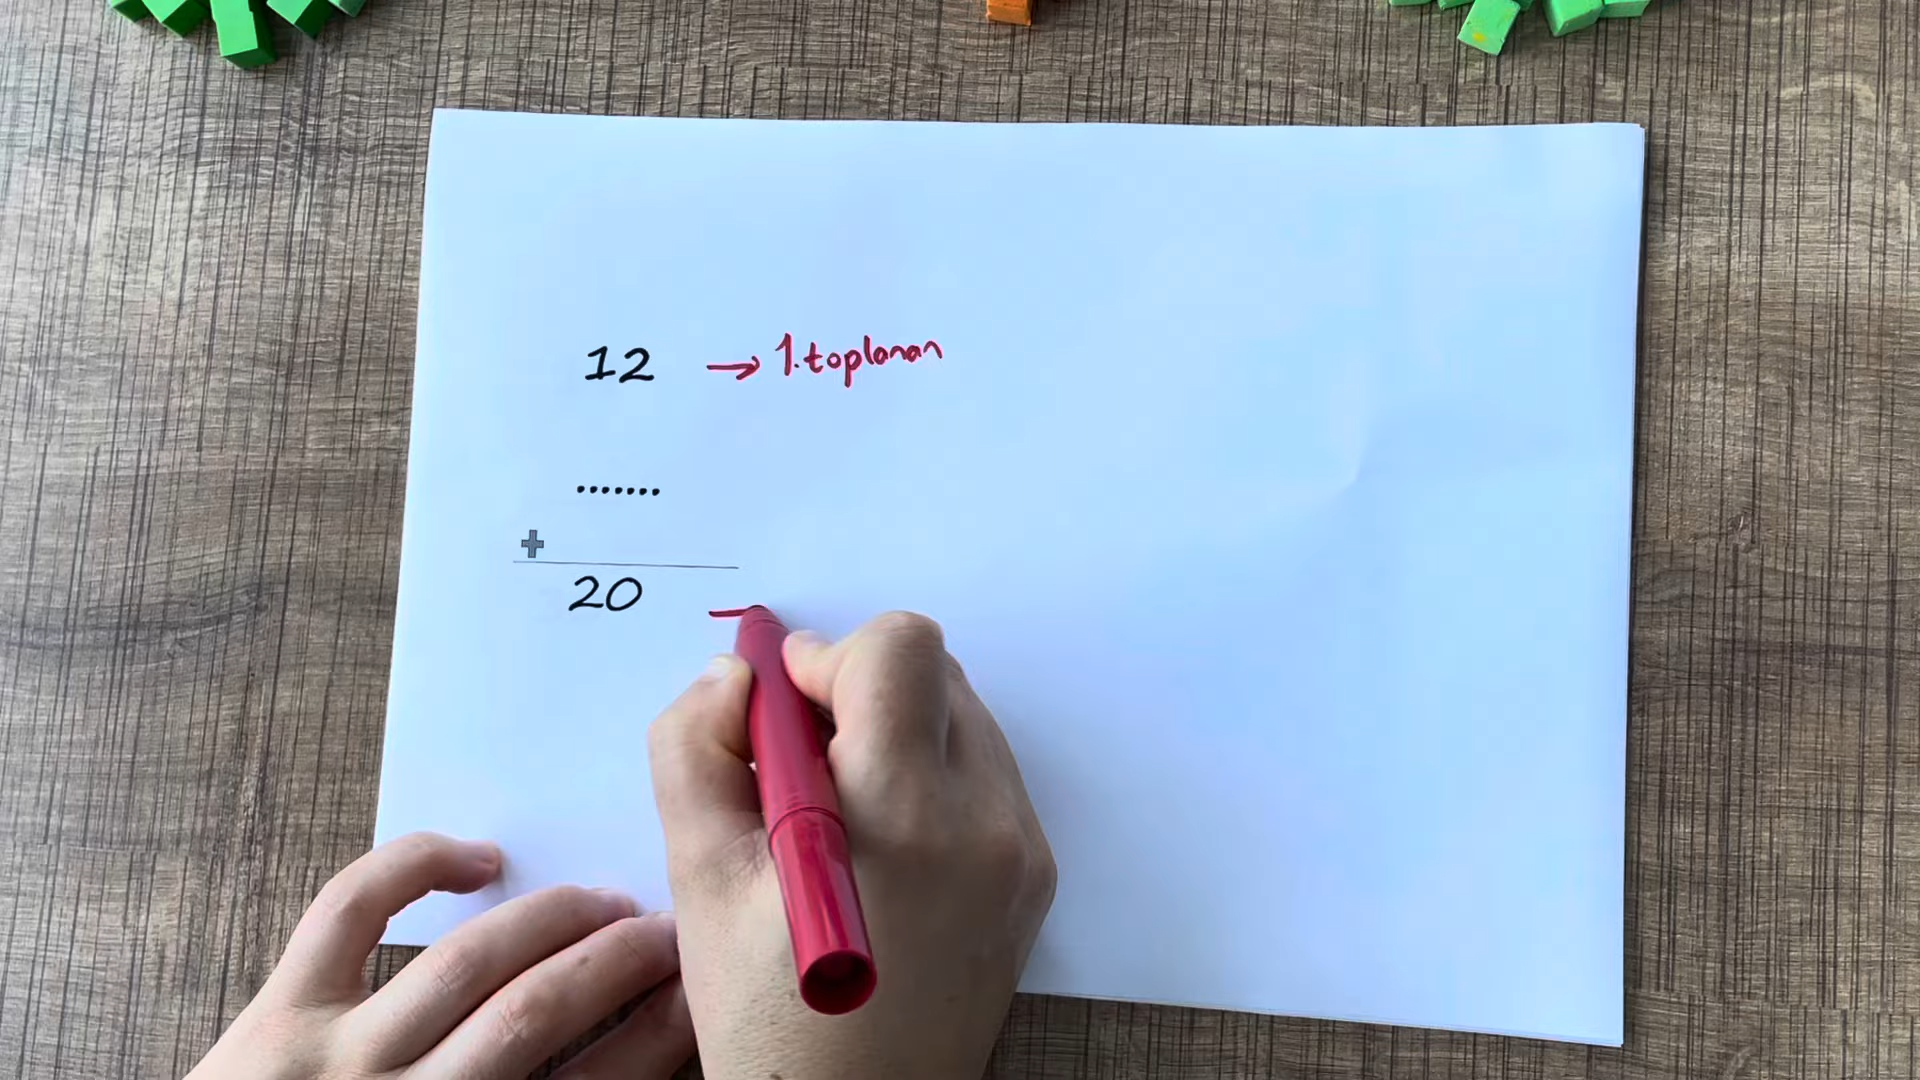 12 → 1.toplanan
.......
+
20